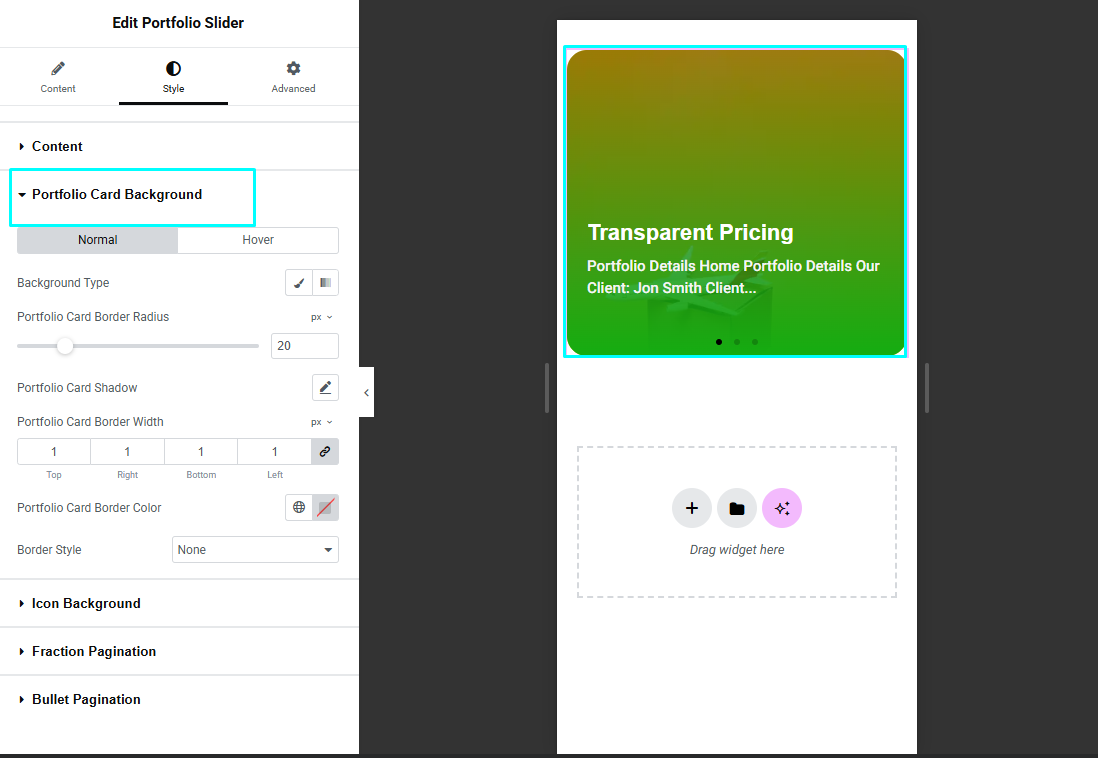 Edit Portfolio Slider
Content
Style
Advanced
Content
Portfolio Card Background
Normal
Hover
Background Type
Portfolio Card Border Radius
px
20
Portfolio Card Shadow
Portfolio Card Border Width
px
1
1
1
1
Top
Right
Bottom
Left
Portfolio Card Border Color
Border Style
None
Icon Background
Fraction Pagination
Bullet Pagination
Transparent Pricing
Portfolio Details Home Portfolio Details Our
Client: Jon Smith Client...
Drag widget here